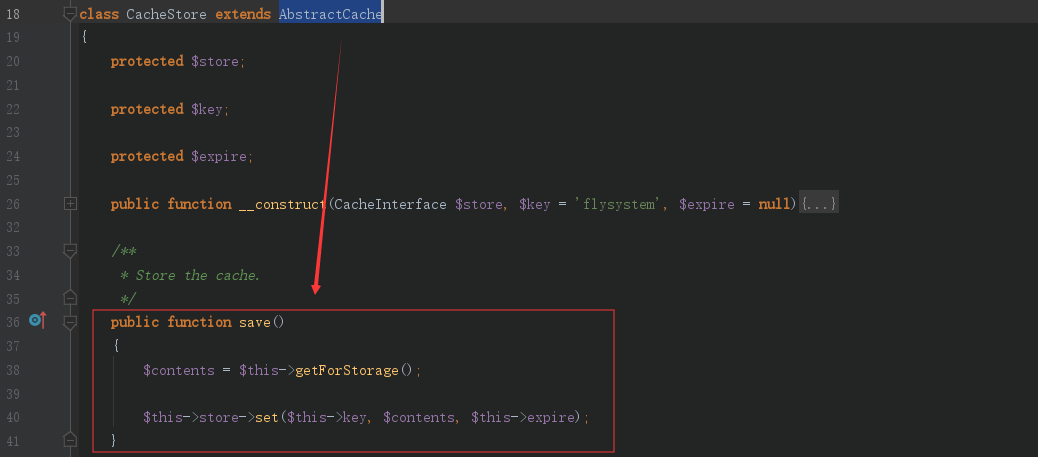 18 class CacheStore extends AbstractCache
19 {
20 protected $store;
21
22 protected $key;
23
24 protected $expire;
25
26 public function __construct(CacheInterface $store, $key = 'flysystem', $expire = null){...}
32
33 /**
34 * Store the cache.
35 */
36 public function save()
37 {
38 $contents = $this->getForStorage();
39
40 $this->store->set($this->key, $contents, $this->expire);
41 }